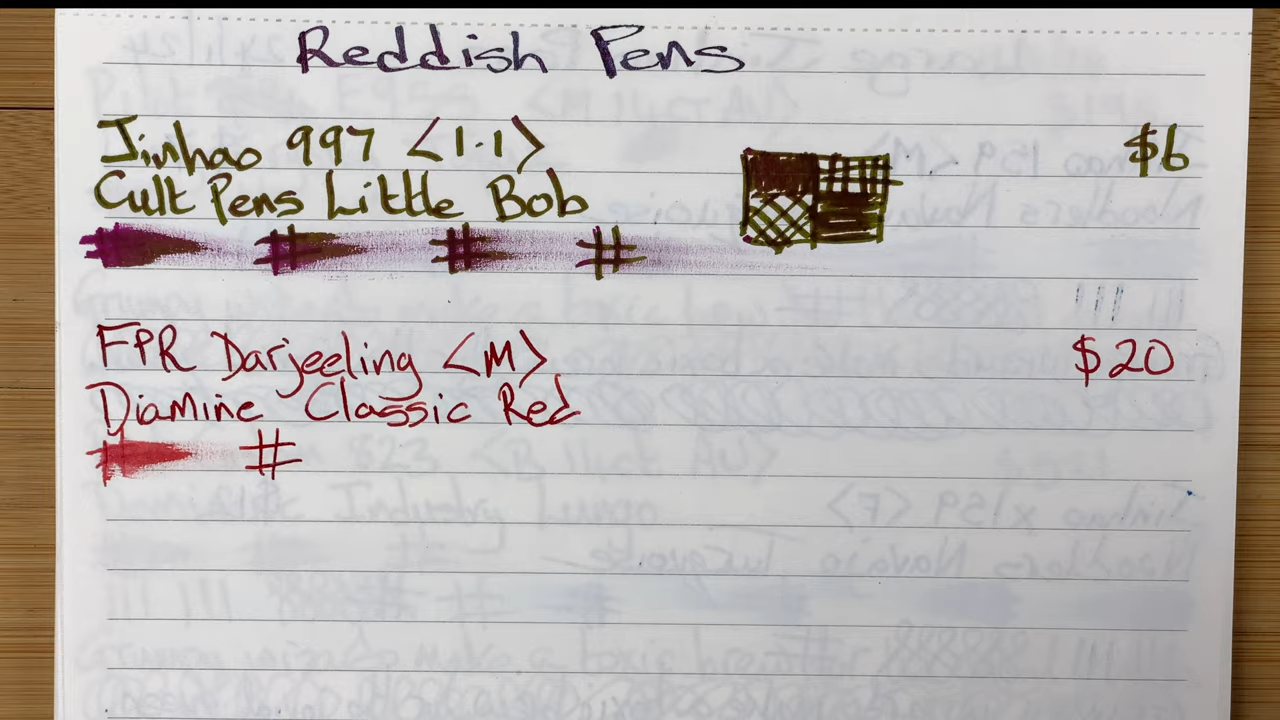 Reddish Pens
Jinhao 997 <1.1> $6
Cult Pens Little Bob
FPR Darjeeling <M> $20
Diamine Classic Red